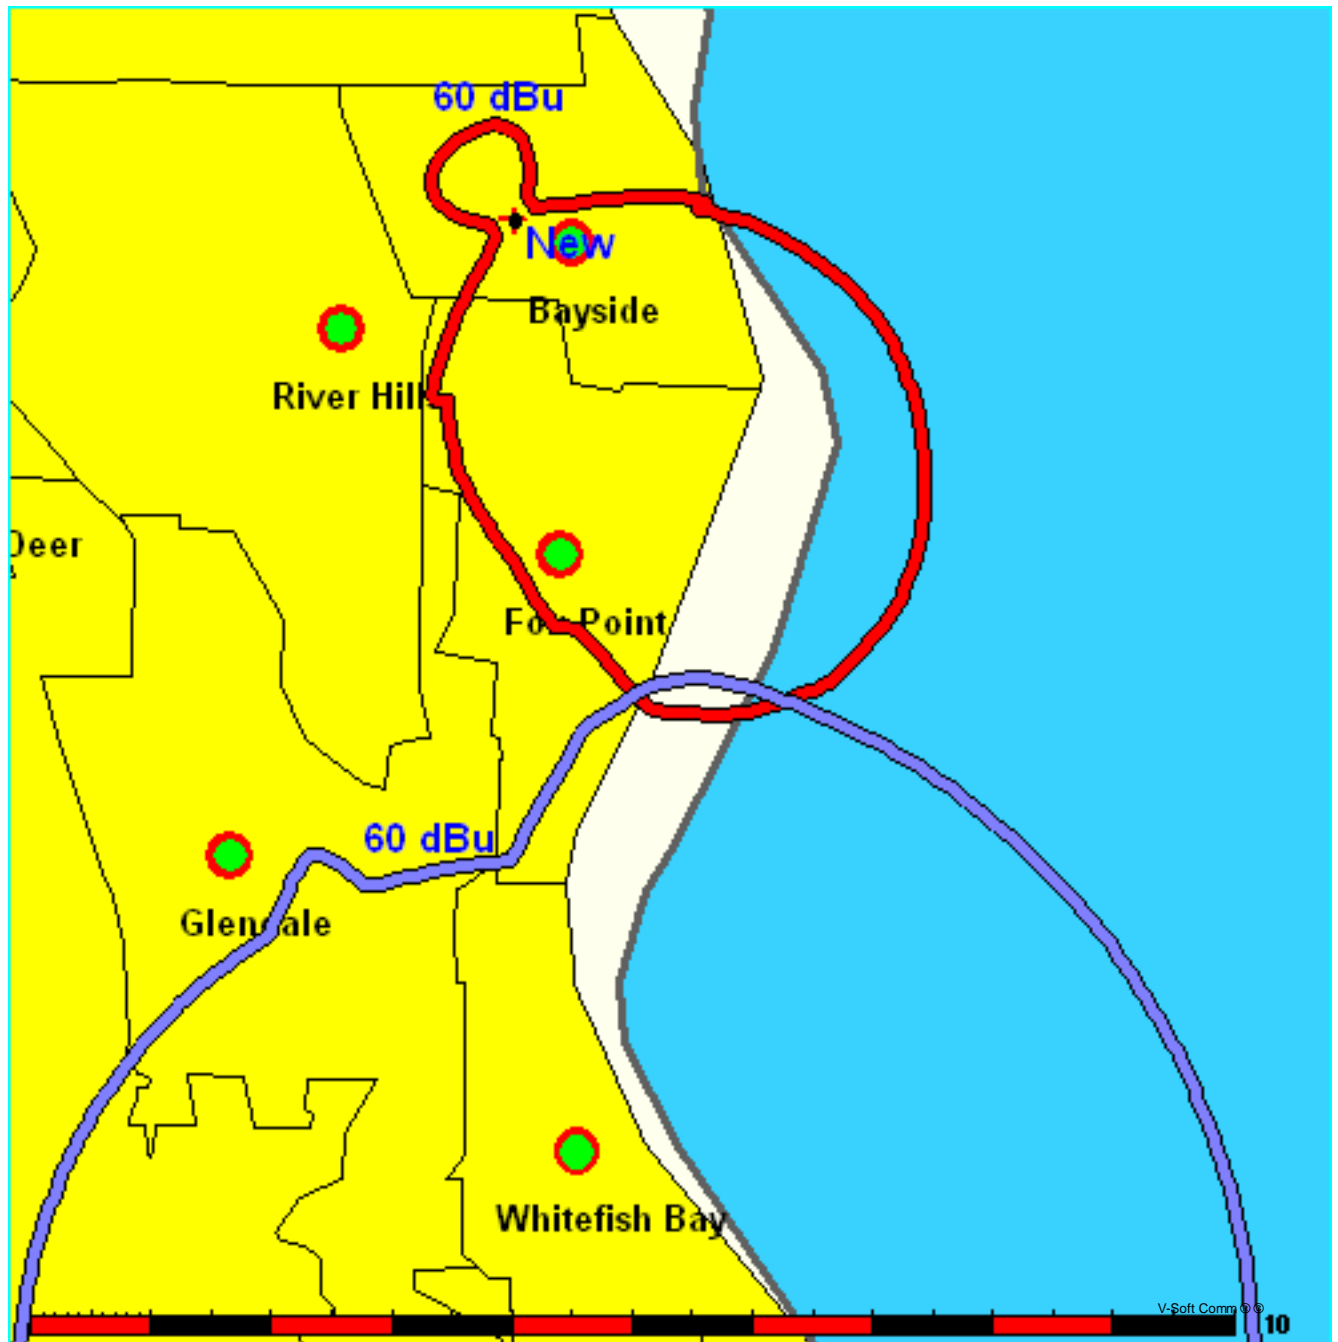 60 dBu
New
Bayside
River Hills
Deer
Fox Point
60 dBu
Glendale
Whitefish Bay
V-Soft Comm ® ®
10